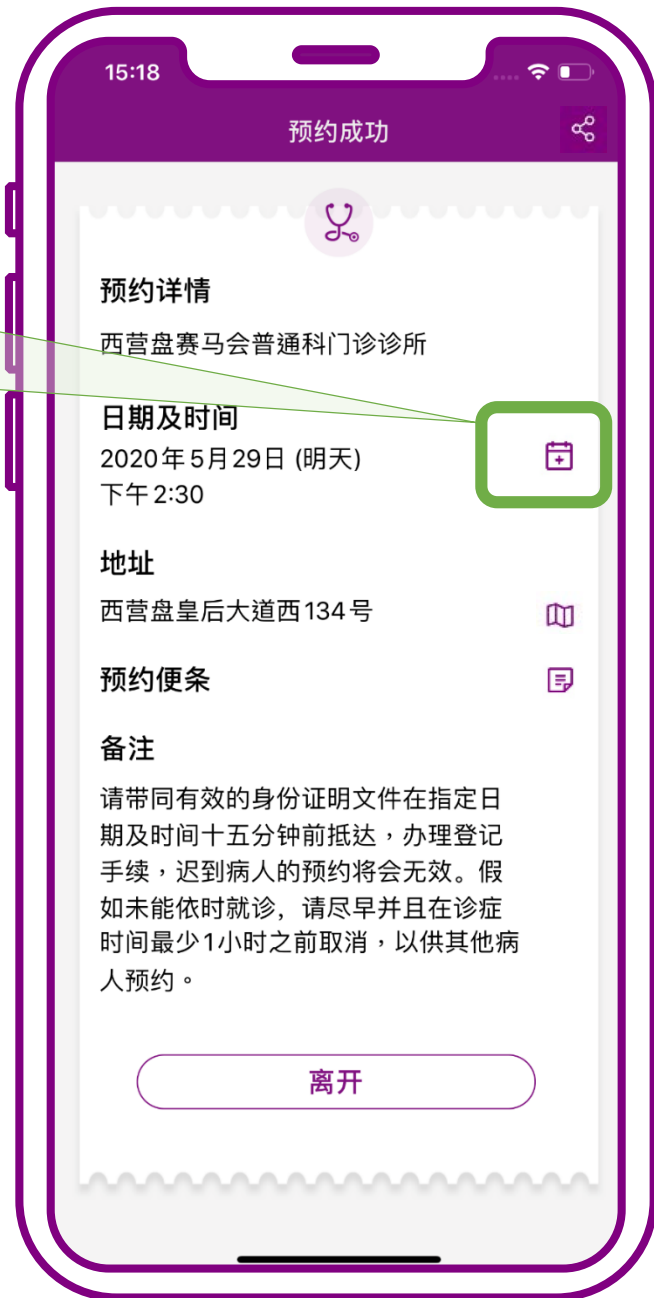 15:18
预约成功
预约详情
西营盘赛马会普通科门诊诊所
日期及时间
2020年5月29日 (明天)
下午2:30
地址
西营盘皇后大道西134号
预约便条
备注
请带同有效的身份证明文件在指定日
期及时间十五分钟前抵达，办理登记
手续，迟到病人的预约将会无效。假
如未能依时就诊, 请尽早并且在诊症
时间最少1小时之前取消，以供其他病
人预约。
离开